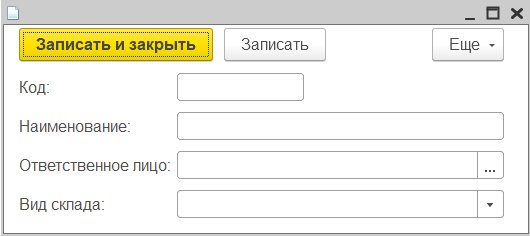 Записать и закрыть Записать Еще
Код:
Наименование:
Ответственное лицо: ...
Вид склада: